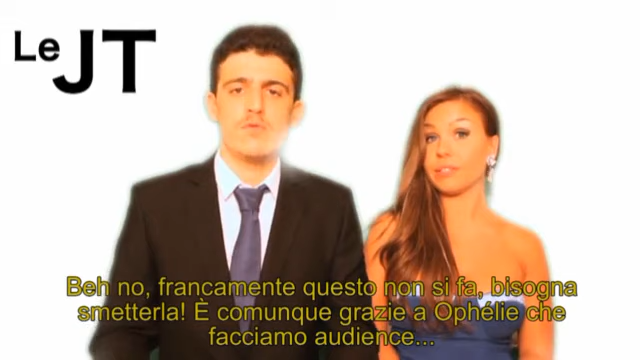 Le JT
Beh no, francamente questo non si fa, bisogna
smetterla! È comunque grazie a Ophélie che
facciamo audience...